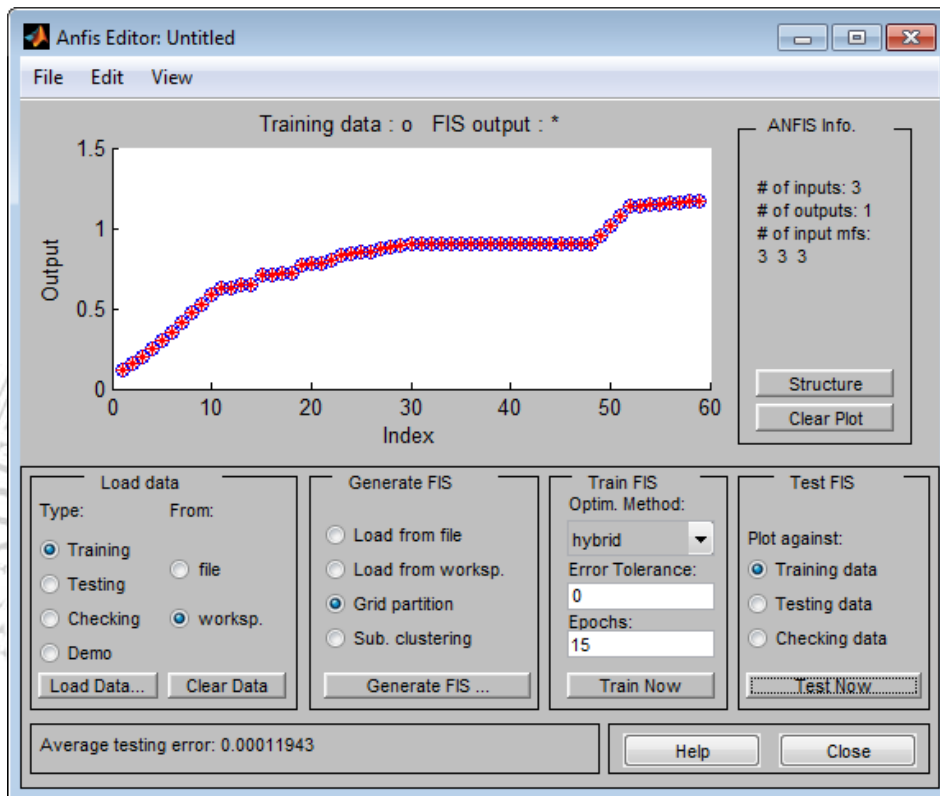 Anfis Editor: Untitled
File Edit View
Training data : o FIS output : *
1.5
1
0.5
0
Output
0 10 20 30 40 50 60
Index
ANFIS Info.
# of inputs: 3
# of outputs: 1
# of input mfs:
3 3 3
Structure
Clear Plot
Load data
Type: From:
Training
Testing
Checking
Demo
file
worksp.
Load Data... Clear Data
Generate FIS
Load from file
Load from worksp.
Grid partition
Sub. clustering
Generate FIS ...
Train FIS
Optim. Method:
hybrid
Error Tolerance:
0
Epochs:
15
Train Now
Test FIS
Plot against:
Training data
Testing data
Checking data
Test Now
Average testing error: 0.00011943
Help Close